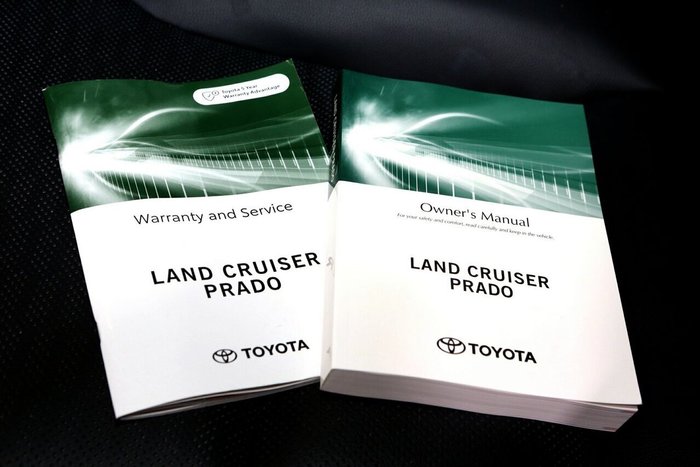 Toyota 5 Year
Warranty Advantage
Warranty and Service
LAND CRUISER
PRADO
TOYOTA
Owner's Manual
For your safety and comfort, read carefully and keep in the vehicle.
LAND CRUISER
PRADO
TOYOTA